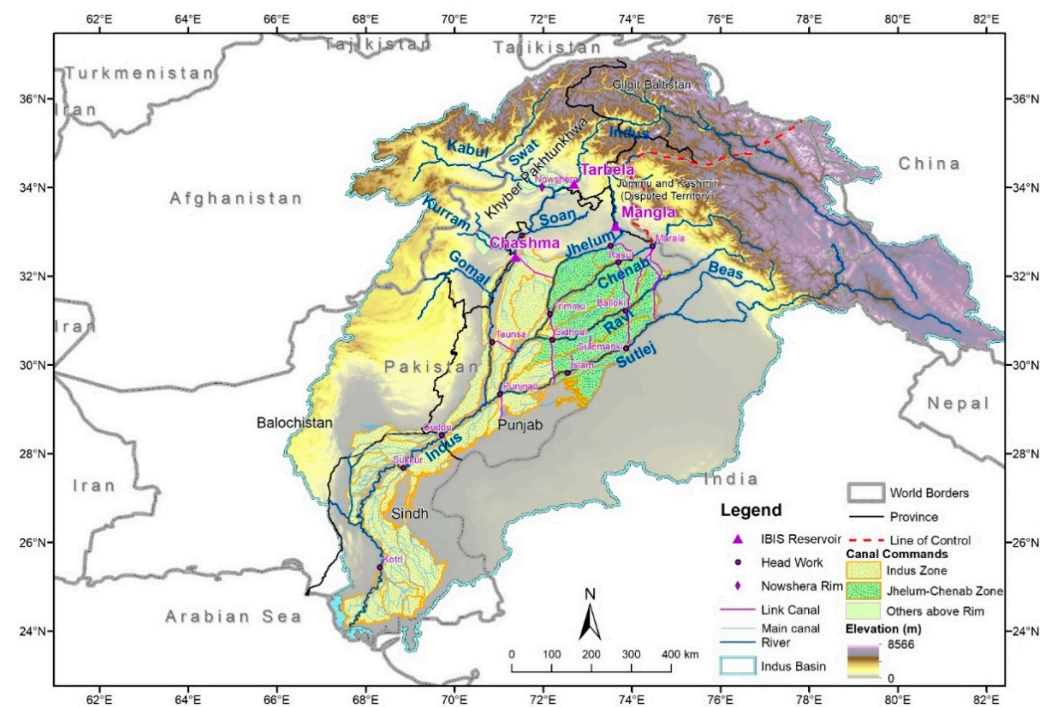 62°E 64°E 66°E 68°E 70°E 72°E 74°E 76°E 78°E 80°E 82°E
Tajikistan
Tajikistan
Turkmenistan
Iran
36°N
36°N
Gilgit Baltistan
Indus
Kabul
Swat
Khyber Pakhtunkhwa
China
Tarbela
Nowshera
Jummu and Kashmir
(Disputed Territory)
34°N
34°N
Afghanistan
Kurram
Soan
Mangla
Chashma
Jhelum
Marala
Rasul
Chenab
Beas
Gomal
32°N
32°N
Trimmu
Balloki
Ravi
Iran
Taunsa
Sidhnai
Sulemanki
Sutlej
30°N
30°N
Pakistan
Islam
Punjnad
Nepal
Balochistan
Guddu
Punjab
Indus
28°N
28°N
Sukkur
India
Iran
Sindh
26°N
26°N
Kotri
Arabian Sea
24°N
24°N
N
0 100 200 300 400 km
Legend
IBIS Reservoir
Head Work
Nowshera Rim
Link Canal
Main canal
River
Indus Basin
World Borders
Province
Line of Control
Canal Commands
Indus Zone
Jhelum-Chenab Zone
Others above Rim
Elevation (m)
8566
0
62°E 64°E 66°E 68°E 70°E 72°E 74°E 76°E 78°E 80°E 82°E